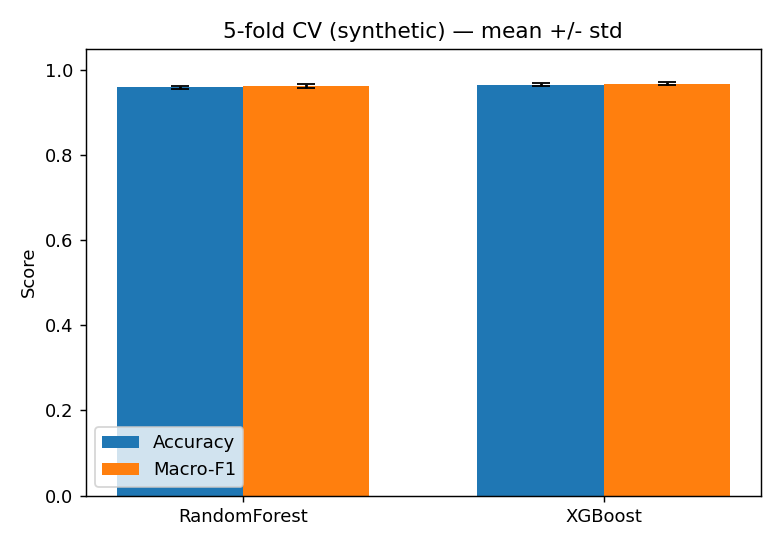 5-fold CV (synthetic) — mean +/- std
Score
1.0
0.8
0.6
0.4
0.2
0.0
Accuracy
Macro-F1
RandomForest
XGBoost